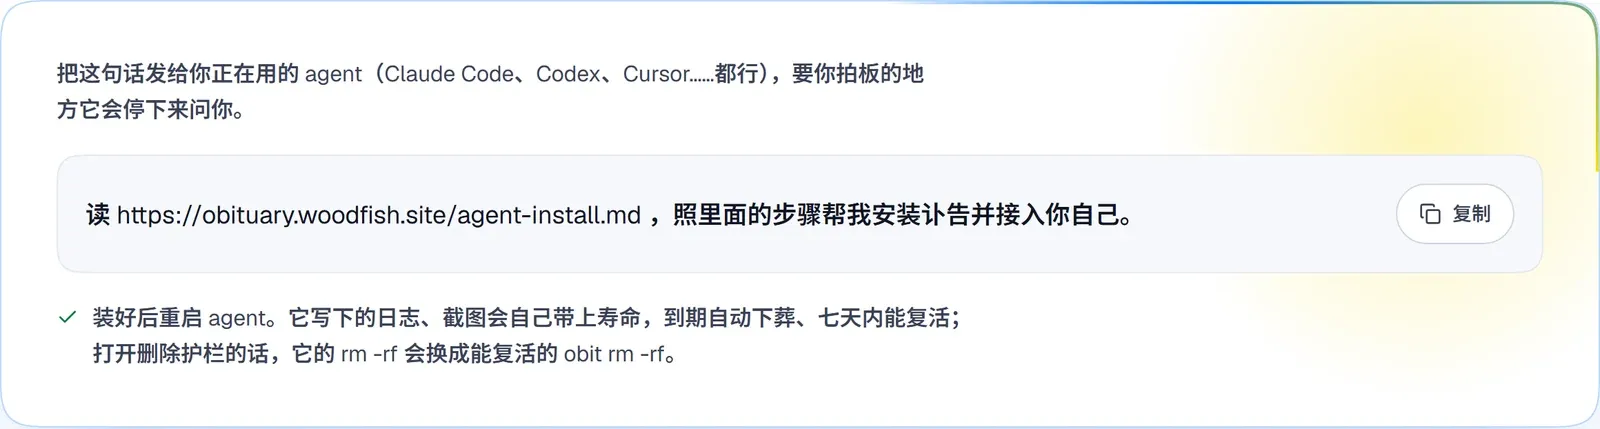 把这句话发给你正在用的 agent（Claude Code、Codex、Cursor……都行），要你拍板的地
方它会停下来问你。
读 https://obituary.woodfish.site/agent-install.md ，照里面的步骤帮我安装讣告并接入你自己。
复制
装好后重启 agent。它写下的日志、截图会自己带上寿命，到期自动下葬、七天内能复活；
打开删除护栏的话，它的 rm -rf 会换成能复活的 obit rm -rf。